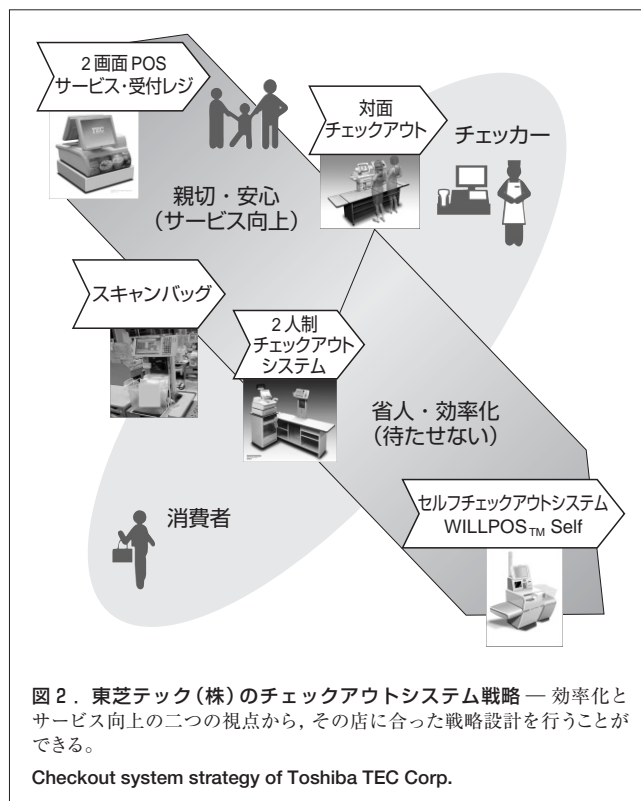 2画面POS
サービス・受付レジ
TEC
対面
チェックアウト
チェッカー
親切・安心
(サービス向上)
スキャンバッグ
2人制
チェックアウト
システム
省人・効率化
(待たせない)
消費者
セルフチェックアウトシステム
WILLPOS™ Self
図2.東芝テック(株)のチェックアウトシステム戦略 — 効率化と
サービス向上の二つの視点から,その店に合った戦略設計を行うことが
できる。
Checkout system strategy of Toshiba TEC Corp.